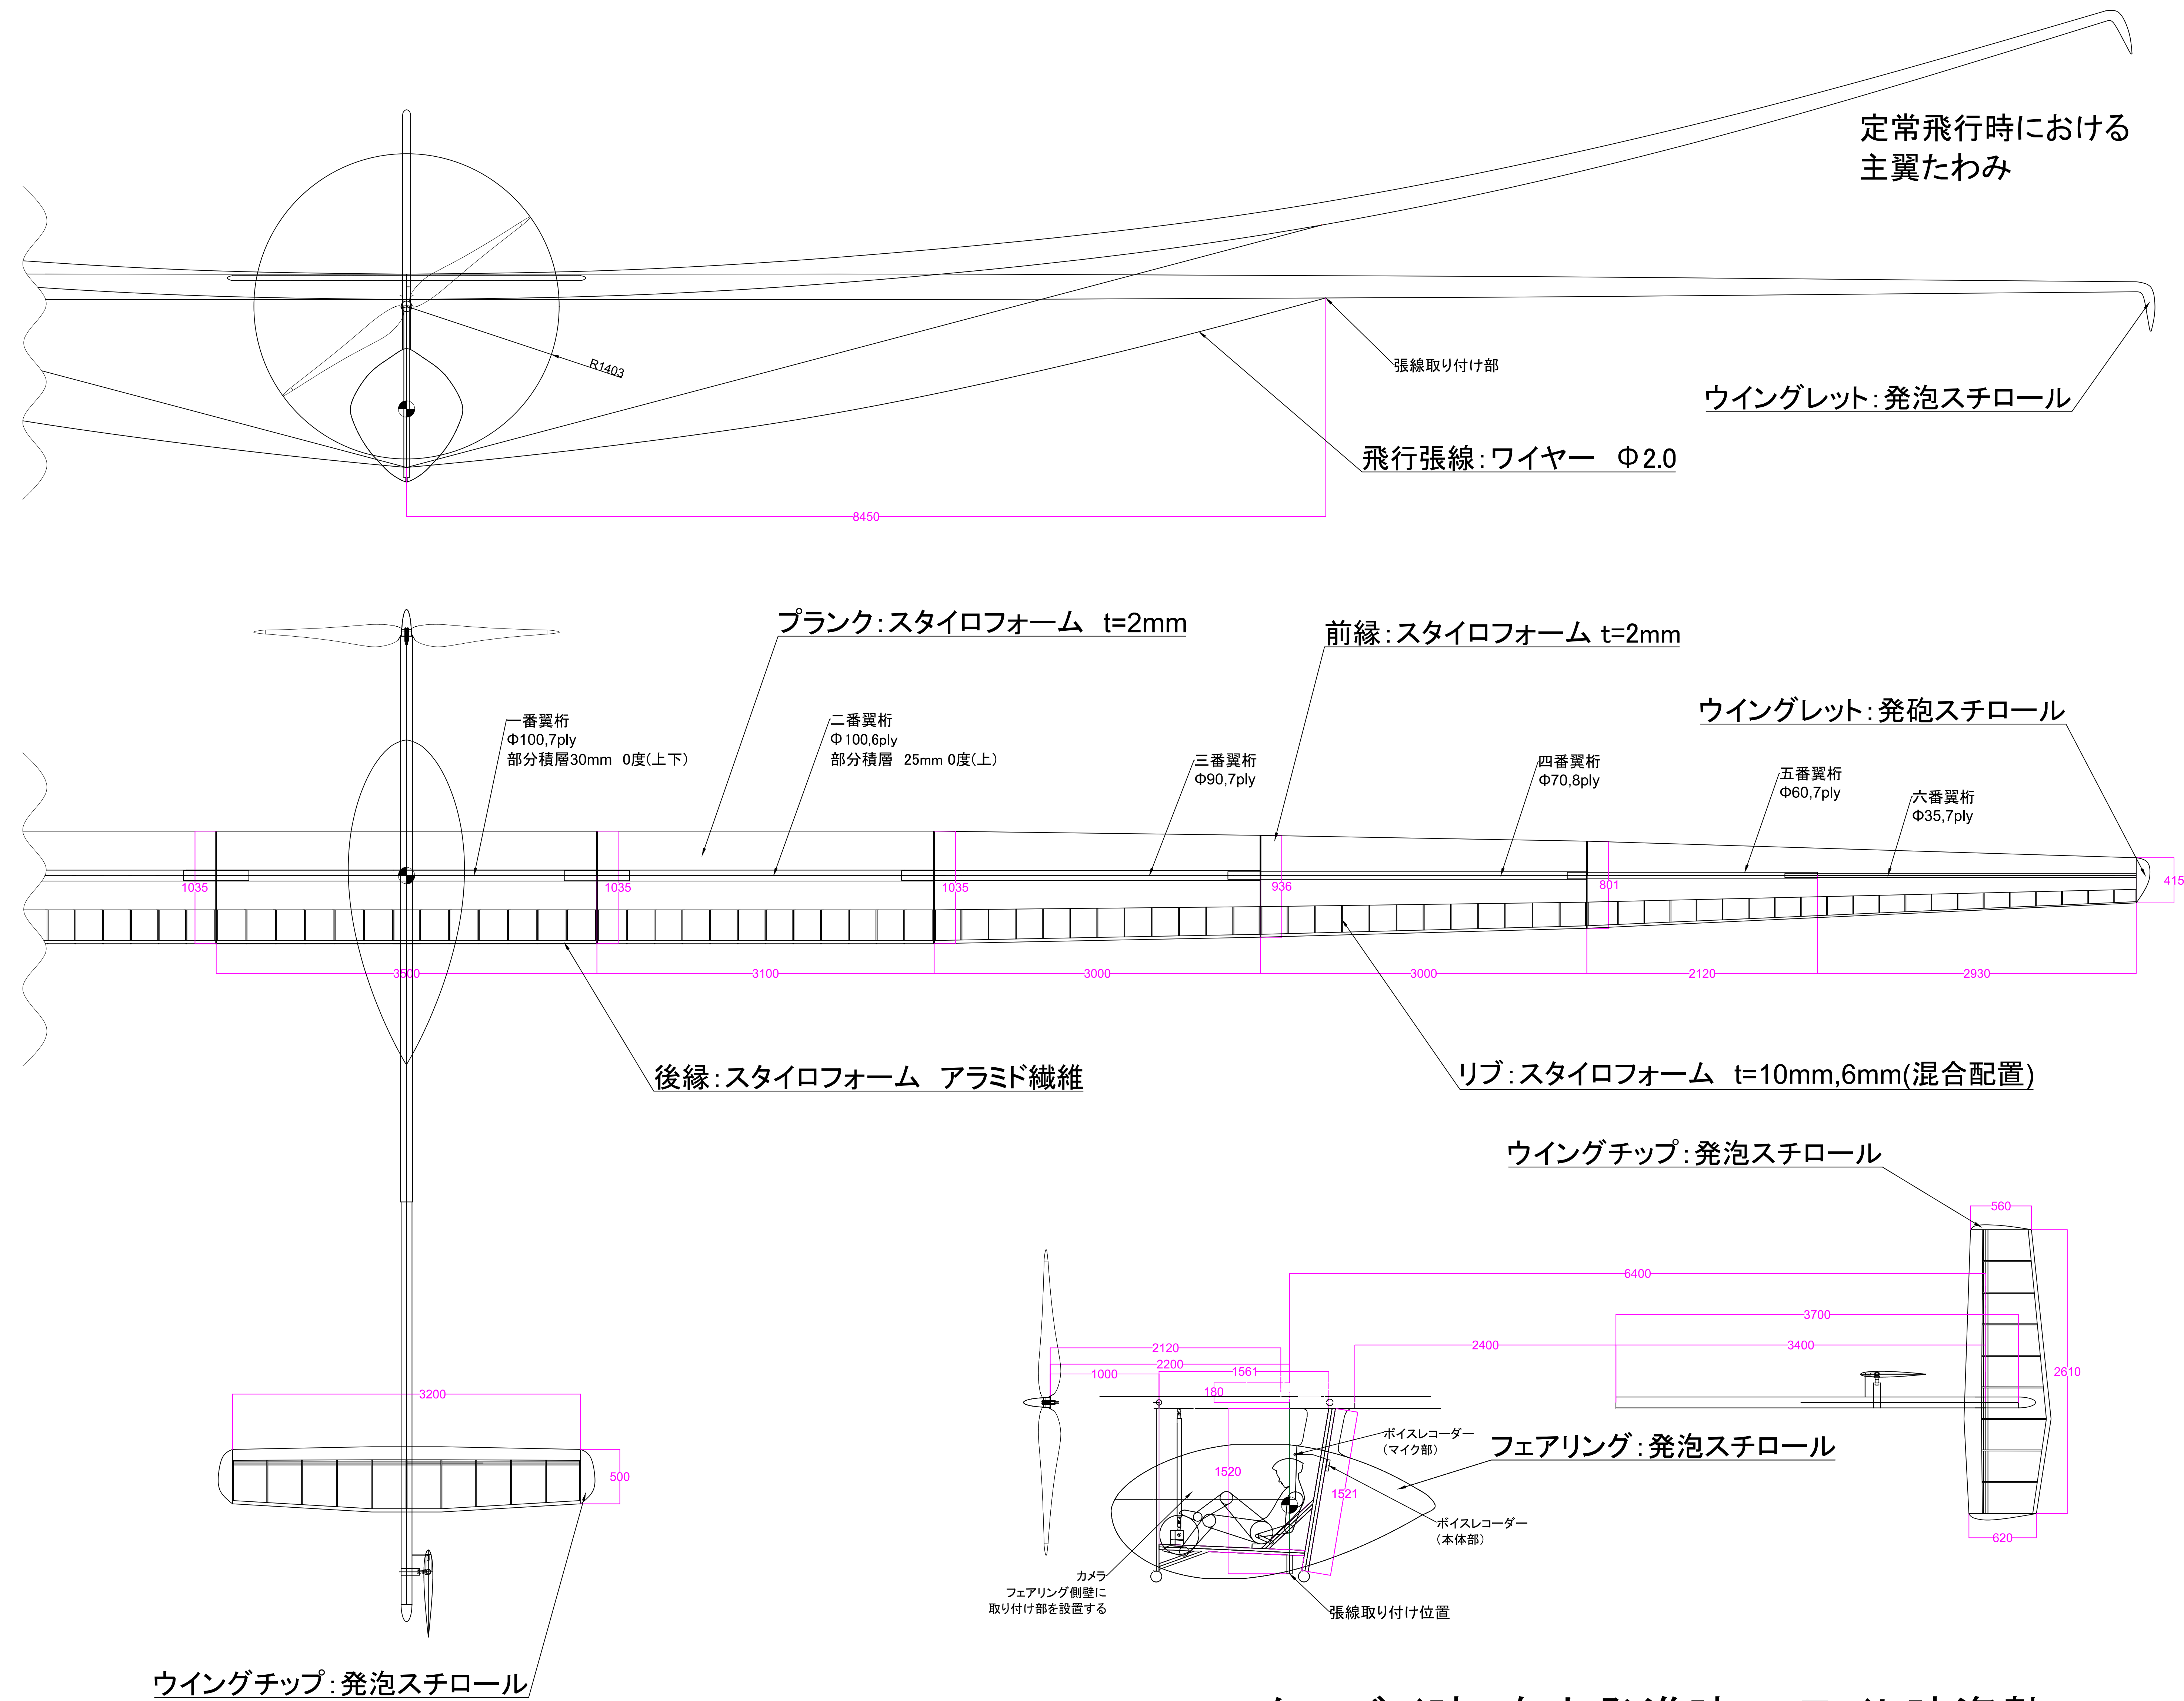 定常飛行時における
主翼たわみ
R1403
張線取り付け部
ウイングレット：発泡スチロール
飛行張線：ワイヤー　Φ2.0
8450
プランク：スタイロフォーム　t=2mm
前縁：スタイロフォーム t=2mm
ウイングレット：発砲スチロール
一番翼桁
Φ100,7ply
部分積層30mm　0度(上下)
二番翼桁
Φ100,6ply
部分積層　25mm 0度(上)
三番翼桁
Φ90,7ply
四番翼桁
Φ70,8ply
五番翼桁
Φ60,7ply
六番翼桁
Φ35,7ply
1035
1035
1035
936
801
415
3500
3100
3000
3000
2120
2930
後縁：スタイロフォーム　アラミド繊維
リブ：スタイロフォーム　t=10mm,6mm(混合配置)
ウイングチップ：発泡スチロール
560
6400
3700
2120
2400
3400
2200
1561
1000
180
2610
3200
ボイスレコーダー
（マイク部）
フェアリング：発泡スチロール
500
1520
1521
ボイスレコーダー
（本体部）
620
カメラ
フェアリング側壁に
取り付け部を設置する
張線取り付け位置
ウイングチップ：発泡スチロール